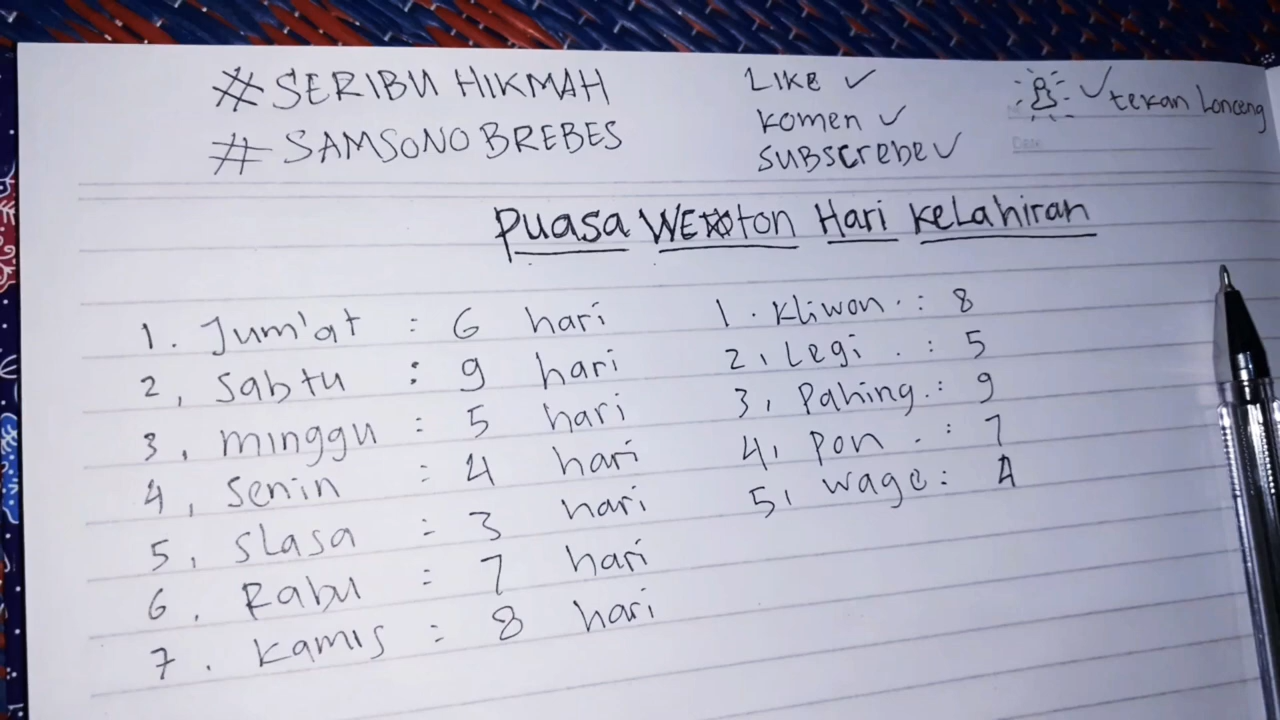 #SERIBU HIKMAH
#SAMSONO BREBES
LIKE ✓
komen ✓
subscrebe ✓
✓ tekan Lonceng
Date
Puasa WEton Hari KeLahiran
1. Jum'at : 6 hari
2, Sabtu : 9 hari
3, minggu : 5 hari
4, Senin : 4 hari
5, SLasa : 3 hari
6. Rabu : 7 hari
7. Kamis : 8 hari
1. Kliwon : 8
2, Legi : 5
3, Pahing : 9
4, Pon : 7
5, Wage : 4